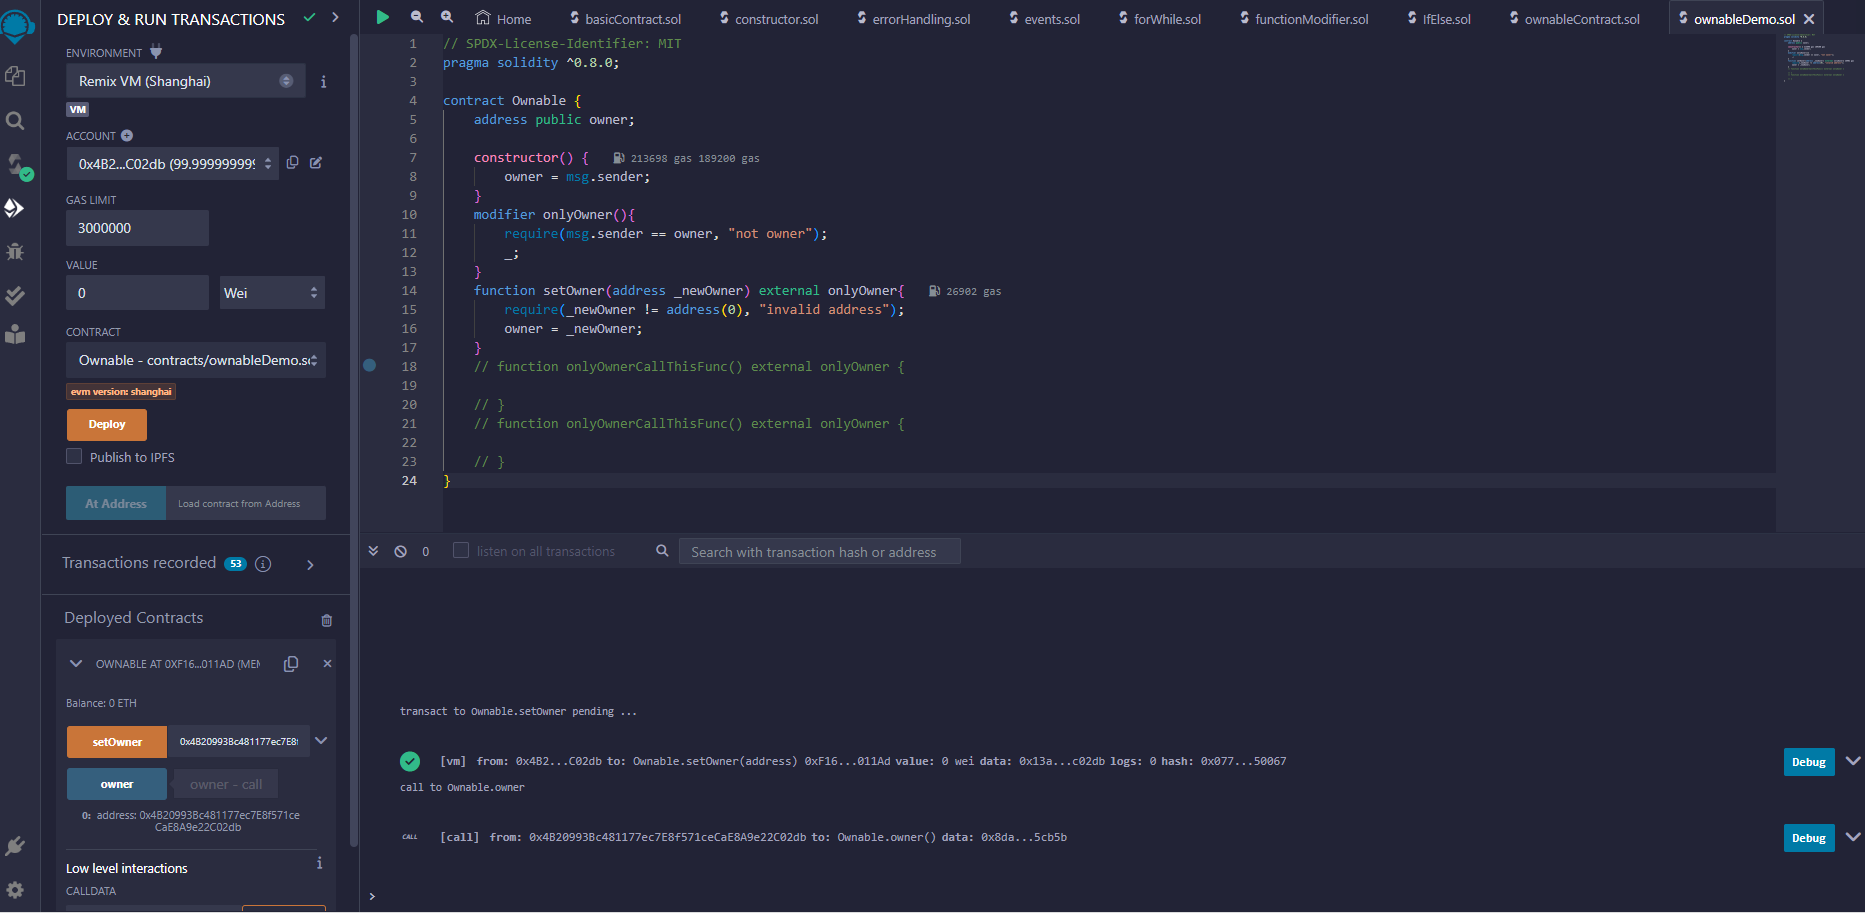 DEPLOY & RUN TRANSACTIONS
ENVIRONMENT
Remix VM (Shanghai)
VM
ACCOUNT
0x4B2...C02db (99.999999999
GAS LIMIT
3000000
VALUE
0
Wei
CONTRACT
Ownable - contracts/ownableDemo.so
evm version: shanghai
Deploy
Publish to IPFS
At Address
Load contract from Address
Transactions recorded 53
Deployed Contracts
OWNABLE AT 0XF16...011AD (MEM
Balance: 0 ETH
setOwner
0x4B20993Bc481177ec7E8f
owner
owner - call
0: address: 0x4B20993Bc481177ec7E8f571ce
CaE8A9e22C02db
Low level interactions
CALLDATA
Home
basicContract.sol
constructor.sol
errorHandling.sol
events.sol
forWhile.sol
functionModifier.sol
IfElse.sol
ownableContract.sol
ownableDemo.sol
1 // SPDX-License-Identifier: MIT
2 pragma solidity ^0.8.0;
3
4 contract Ownable {
5 address public owner;
6
7 constructor() { 213698 gas 189200 gas
8 owner = msg.sender;
9 }
10 modifier onlyOwner(){
11 require(msg.sender == owner, "not owner");
12 _;
13 }
14 function setOwner(address _newOwner) external onlyOwner{ 26902 gas
15 require(_newOwner != address(0), "invalid address");
16 owner = _newOwner;
17 }
18 // function onlyOwnerCallThisFunc() external onlyOwner {
19
20 // }
21 // function onlyOwnerCallThisFunc() external onlyOwner {
22
23 // }
24 }
0
listen on all transactions
Search with transaction hash or address
transact to Ownable.setOwner pending ...
[vm] from: 0x4B2...C02db to: Ownable.setOwner(address) 0xF16...011Ad value: 0 wei data: 0x13a...c02db logs: 0 hash: 0x077...50067
Debug
call to Ownable.owner
CALL [call] from: 0x4B20993Bc481177ec7E8f571ceCaE8A9e22C02db to: Ownable.owner() data: 0x8da...5cb5b
Debug
>